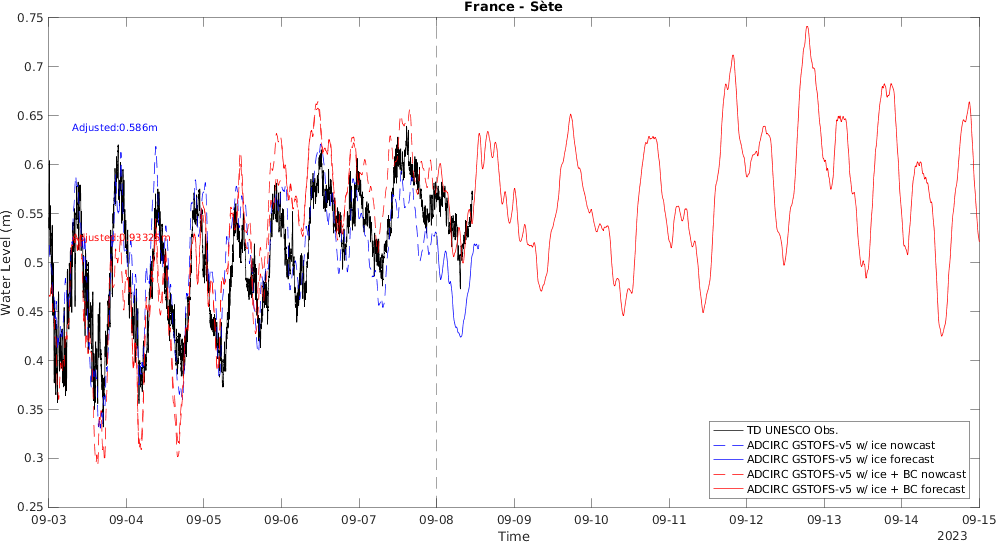 France - Sète
0.75
0.7
0.65
0.6
0.55
0.5
0.45
0.4
0.35
0.3
0.25
Water Level (m)
Adjusted:0.586m
09-03
09-04
09-05
09-06
09-07
09-08
09-09
09-10
09-11
09-12
09-13
09-14
09-15
Time
2023
TD UNESCO Obs.
ADCIRC GSTOFS-v5 w/ ice nowcast
ADCIRC GSTOFS-v5 w/ ice forecast
ADCIRC GSTOFS-v5 w/ ice + BC nowcast
ADCIRC GSTOFS-v5 w/ ice + BC forecast